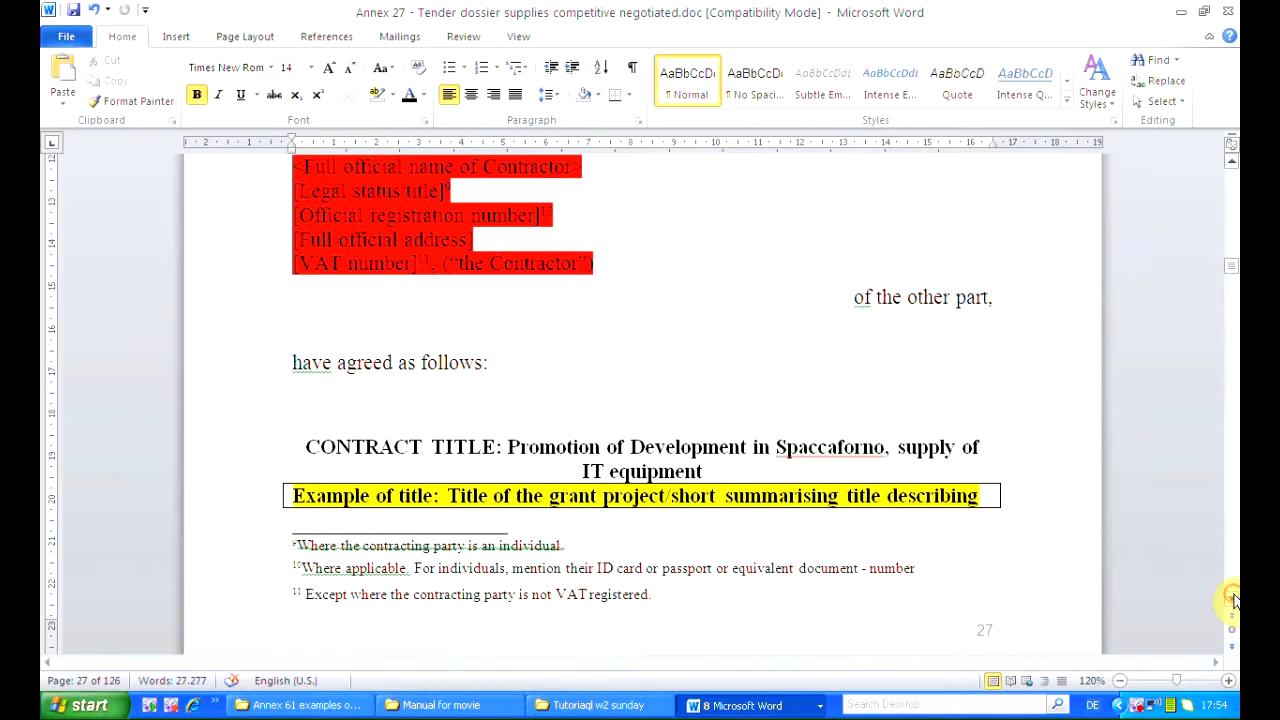 Annex 27 - Tender dossier supplies competitive negotiated.doc [Compatibility Mode] - Microsoft Word
File Home Insert Page Layout References Mailings Review View
Paste
Cut
Copy
Format Painter
Clipboard
Times New Rom 14
Font
Paragraph
AaBbCcDc AaBbCcDc AaBbCcDd AaBbCcDd AaBbCcD AaBbCcD
¶ Normal ¶ No Spaci... Subtle Em... Intense E... Quote Intense Q...
Change Styles
Styles
Find
Replace
Select
Editing
<Full official name of Contractor>
[Legal status/title]9
[Official registration number]10
[Full official address]
[VAT number]11, (“the Contractor”)
of the other part,
have agreed as follows:
CONTRACT TITLE: Promotion of Development in Spaccaforno, supply of
IT equipment
Example of title: Title of the grant project/short summarising title describing
9Where the contracting party is an individual.
10Where applicable. For individuals, mention their ID card or passport or equivalent document - number
11 Except where the contracting party is not VAT registered.
27
Page: 27 of 126 Words: 27.277 English (U.S.) 120%
start Annex 61 examples o... Manual for movie Tutoriaql w2 sunday 8 Microsoft Word Search Desktop DE 17:54